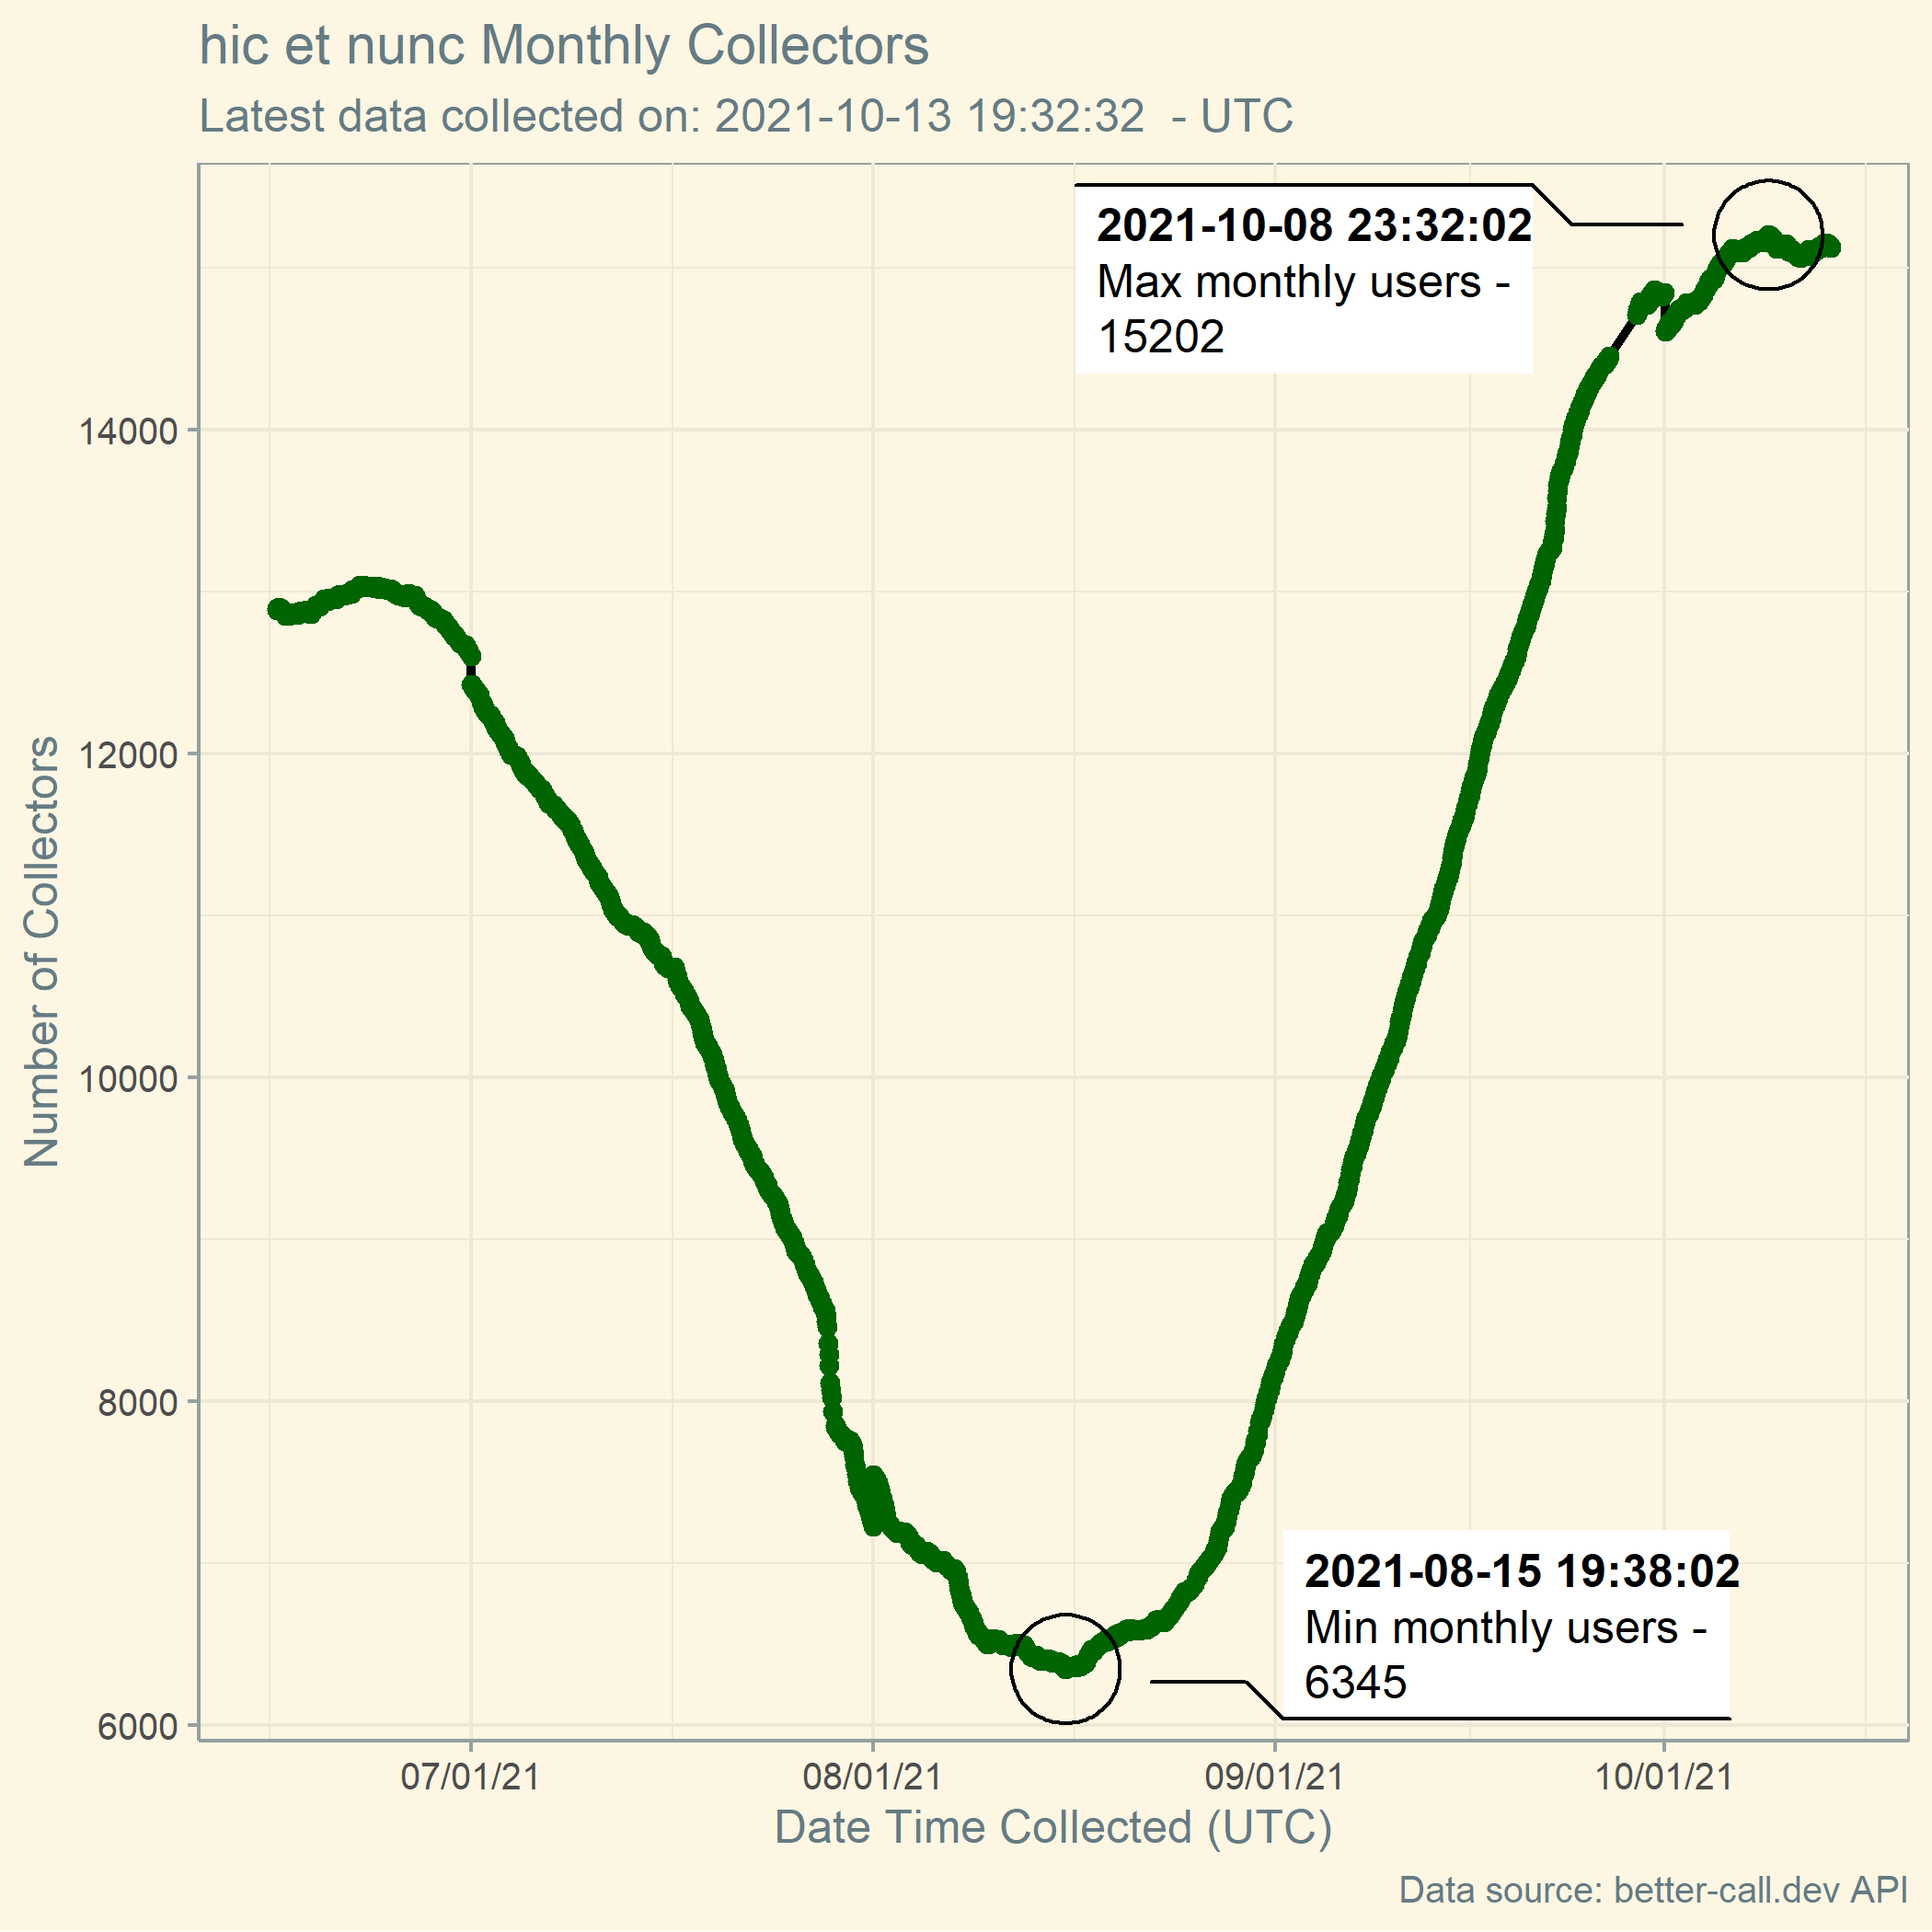 hic et nunc Monthly Collectors
Latest data collected on: 2021-10-13 19:32:32  - UTC
2021-10-08 23:32:02
Max monthly users -
15202
14000
12000
10000
8000
6000
Number of Collectors
2021-08-15 19:38:02
Min monthly users -
6345
07/01/21
08/01/21
09/01/21
10/01/21
Date Time Collected (UTC)
Data source: better-call.dev API